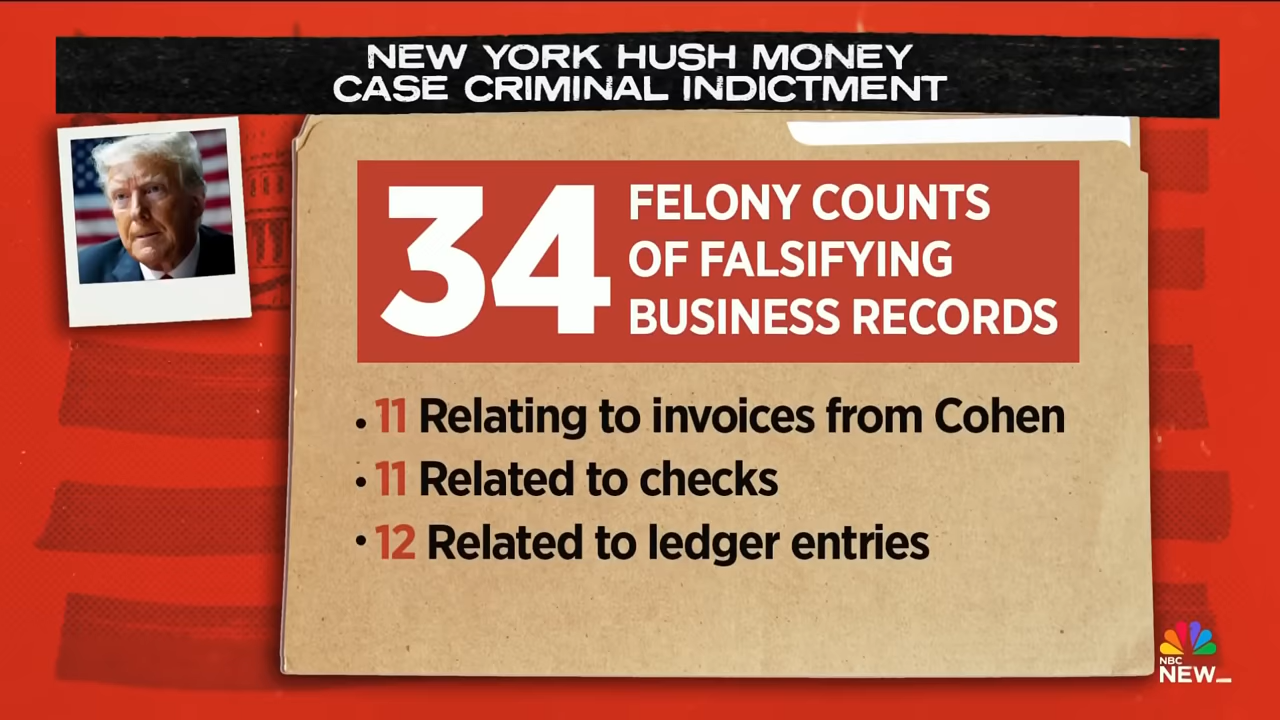 NEW YORK HUSH MONEY
CASE CRIMINAL INDICTMENT
34 FELONY COUNTS
OF FALSIFYING
BUSINESS RECORDS
• 11 Relating to invoices from Cohen
• 11 Related to checks
• 12 Related to ledger entries
NBC
NEW_